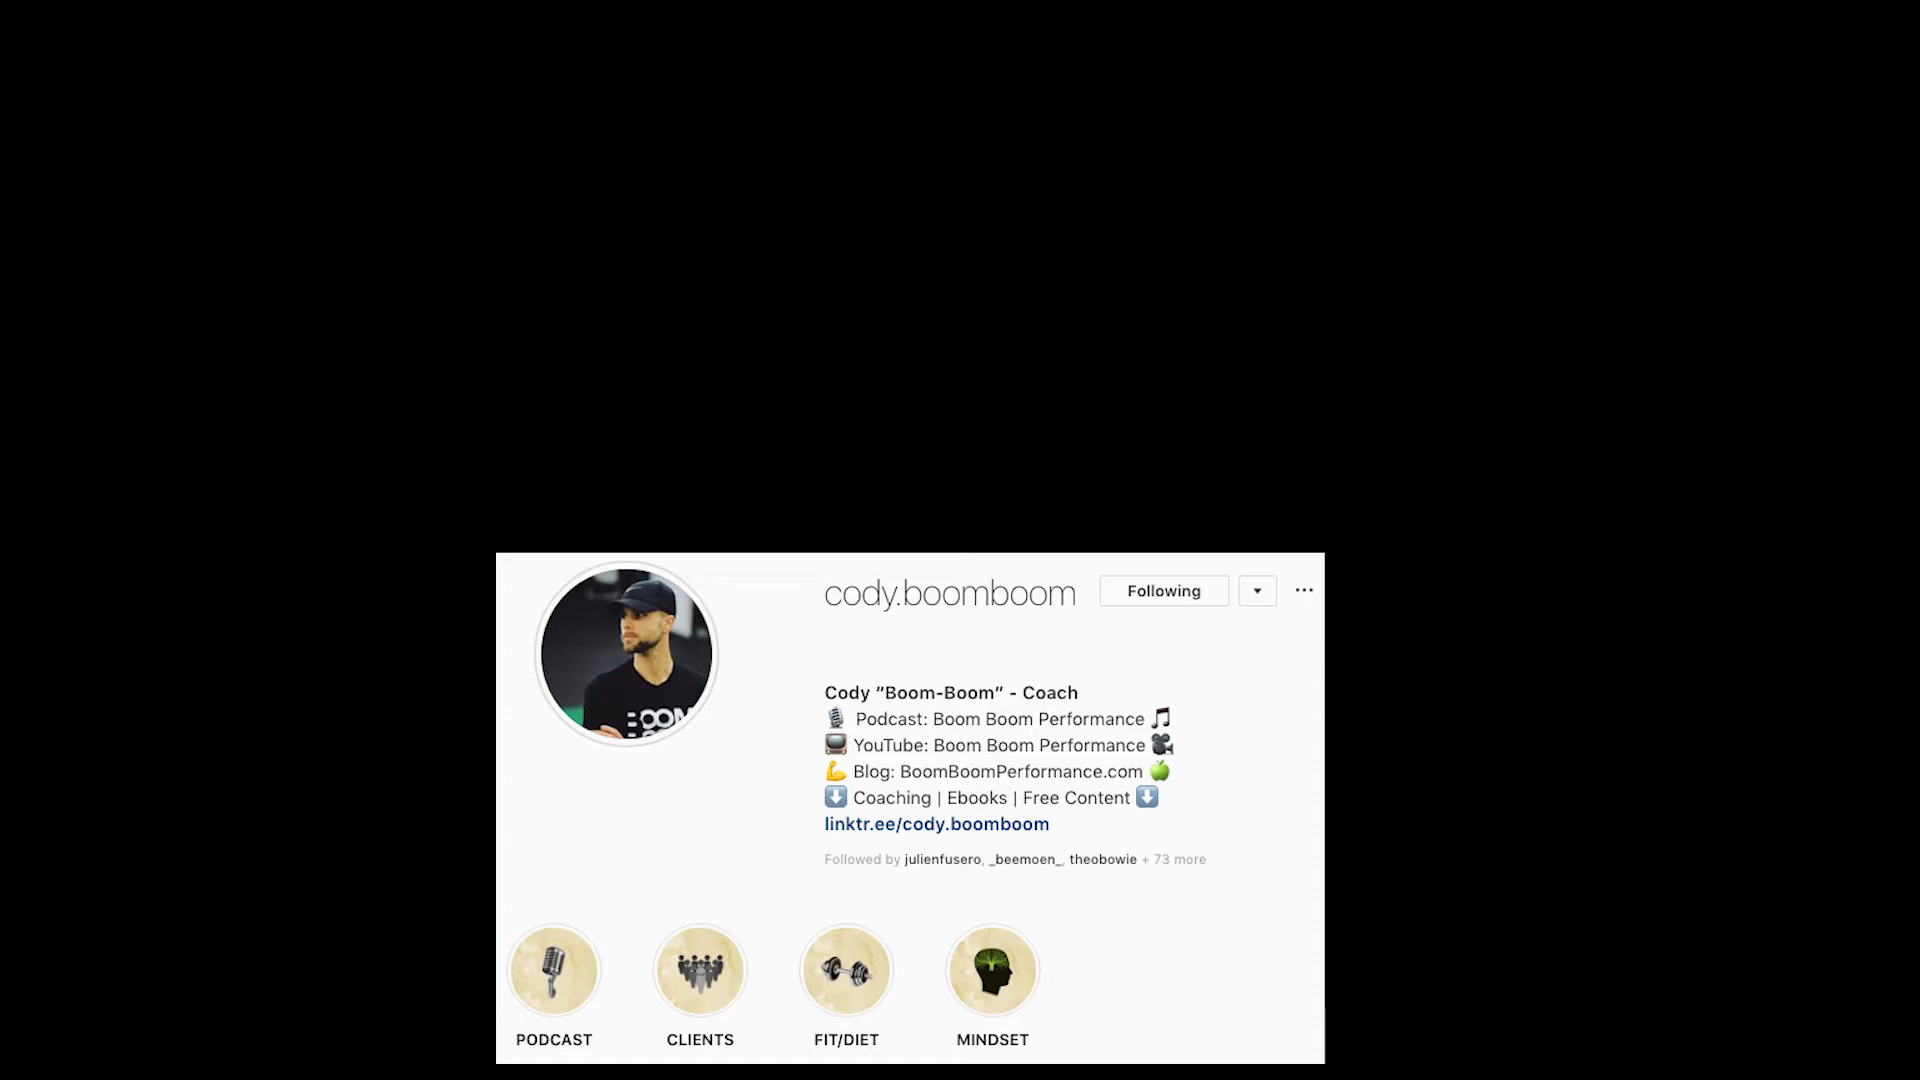 cody.boomboom Following
Cody “Boom-Boom” - Coach
Podcast: Boom Boom Performance
YouTube: Boom Boom Performance
Blog: BoomBoomPerformance.com
Coaching | Ebooks | Free Content
linktr.ee/cody.boomboom
Followed by julienfusero, _beemoen_, theobowie + 73 more
BOOM
PODCAST CLIENTS FIT/DIET MINDSET